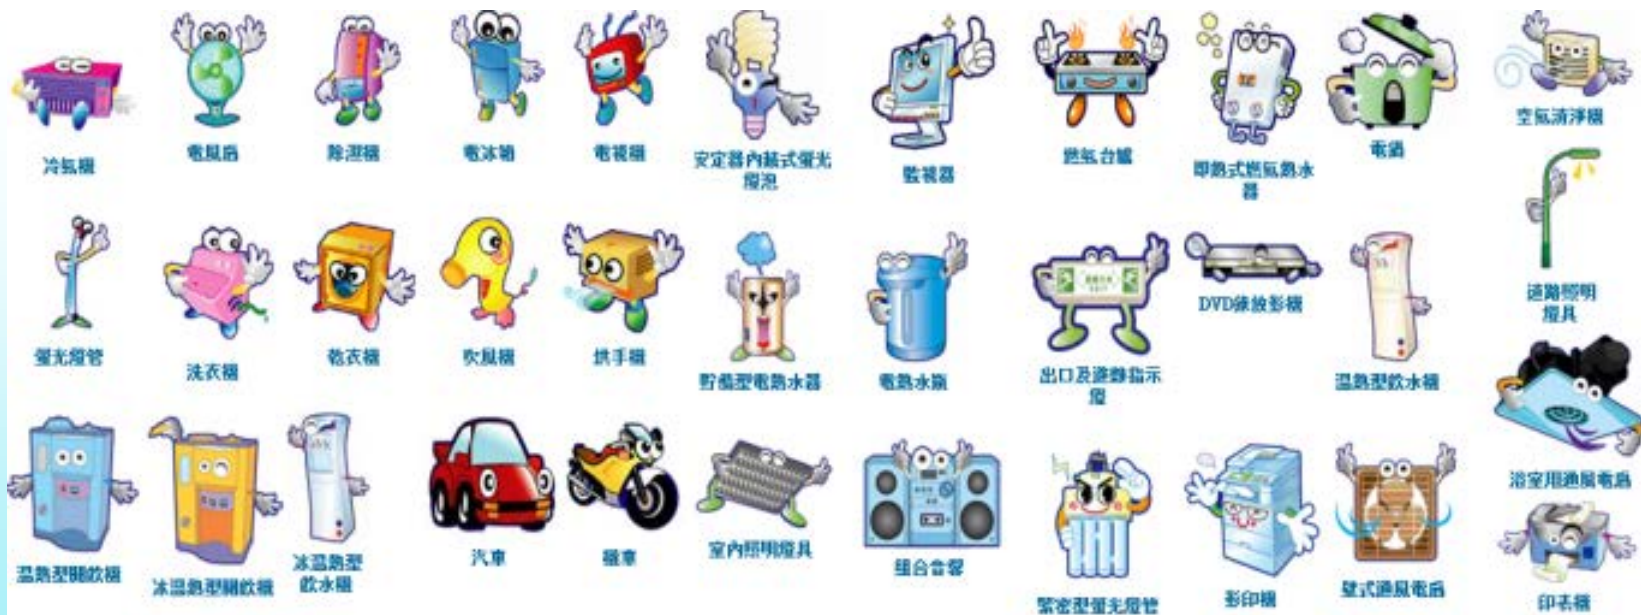 冷氣機
電風扇
除濕機
電冰箱
電視機
安定器內藏式螢光
燈泡
監視器
燃氣台爐
即熱式燃氣熱水
器
電鍋
空氣清淨機
螢光燈管
洗衣機
乾衣機
吹風機
烘手機
貯備型電熱水器
電熱水瓶
出口及避難指示
燈
DVD錄放影機
溫熱型飲水機
道路照明
燈具
溫熱型開飲機
冰溫熱型開飲機
冰溫熱型
飲水機
汽車
機車
室內照明燈具
組合音響
緊密型螢光燈管
影印機
壁式通風電扇
浴室用通風電扇
印表機